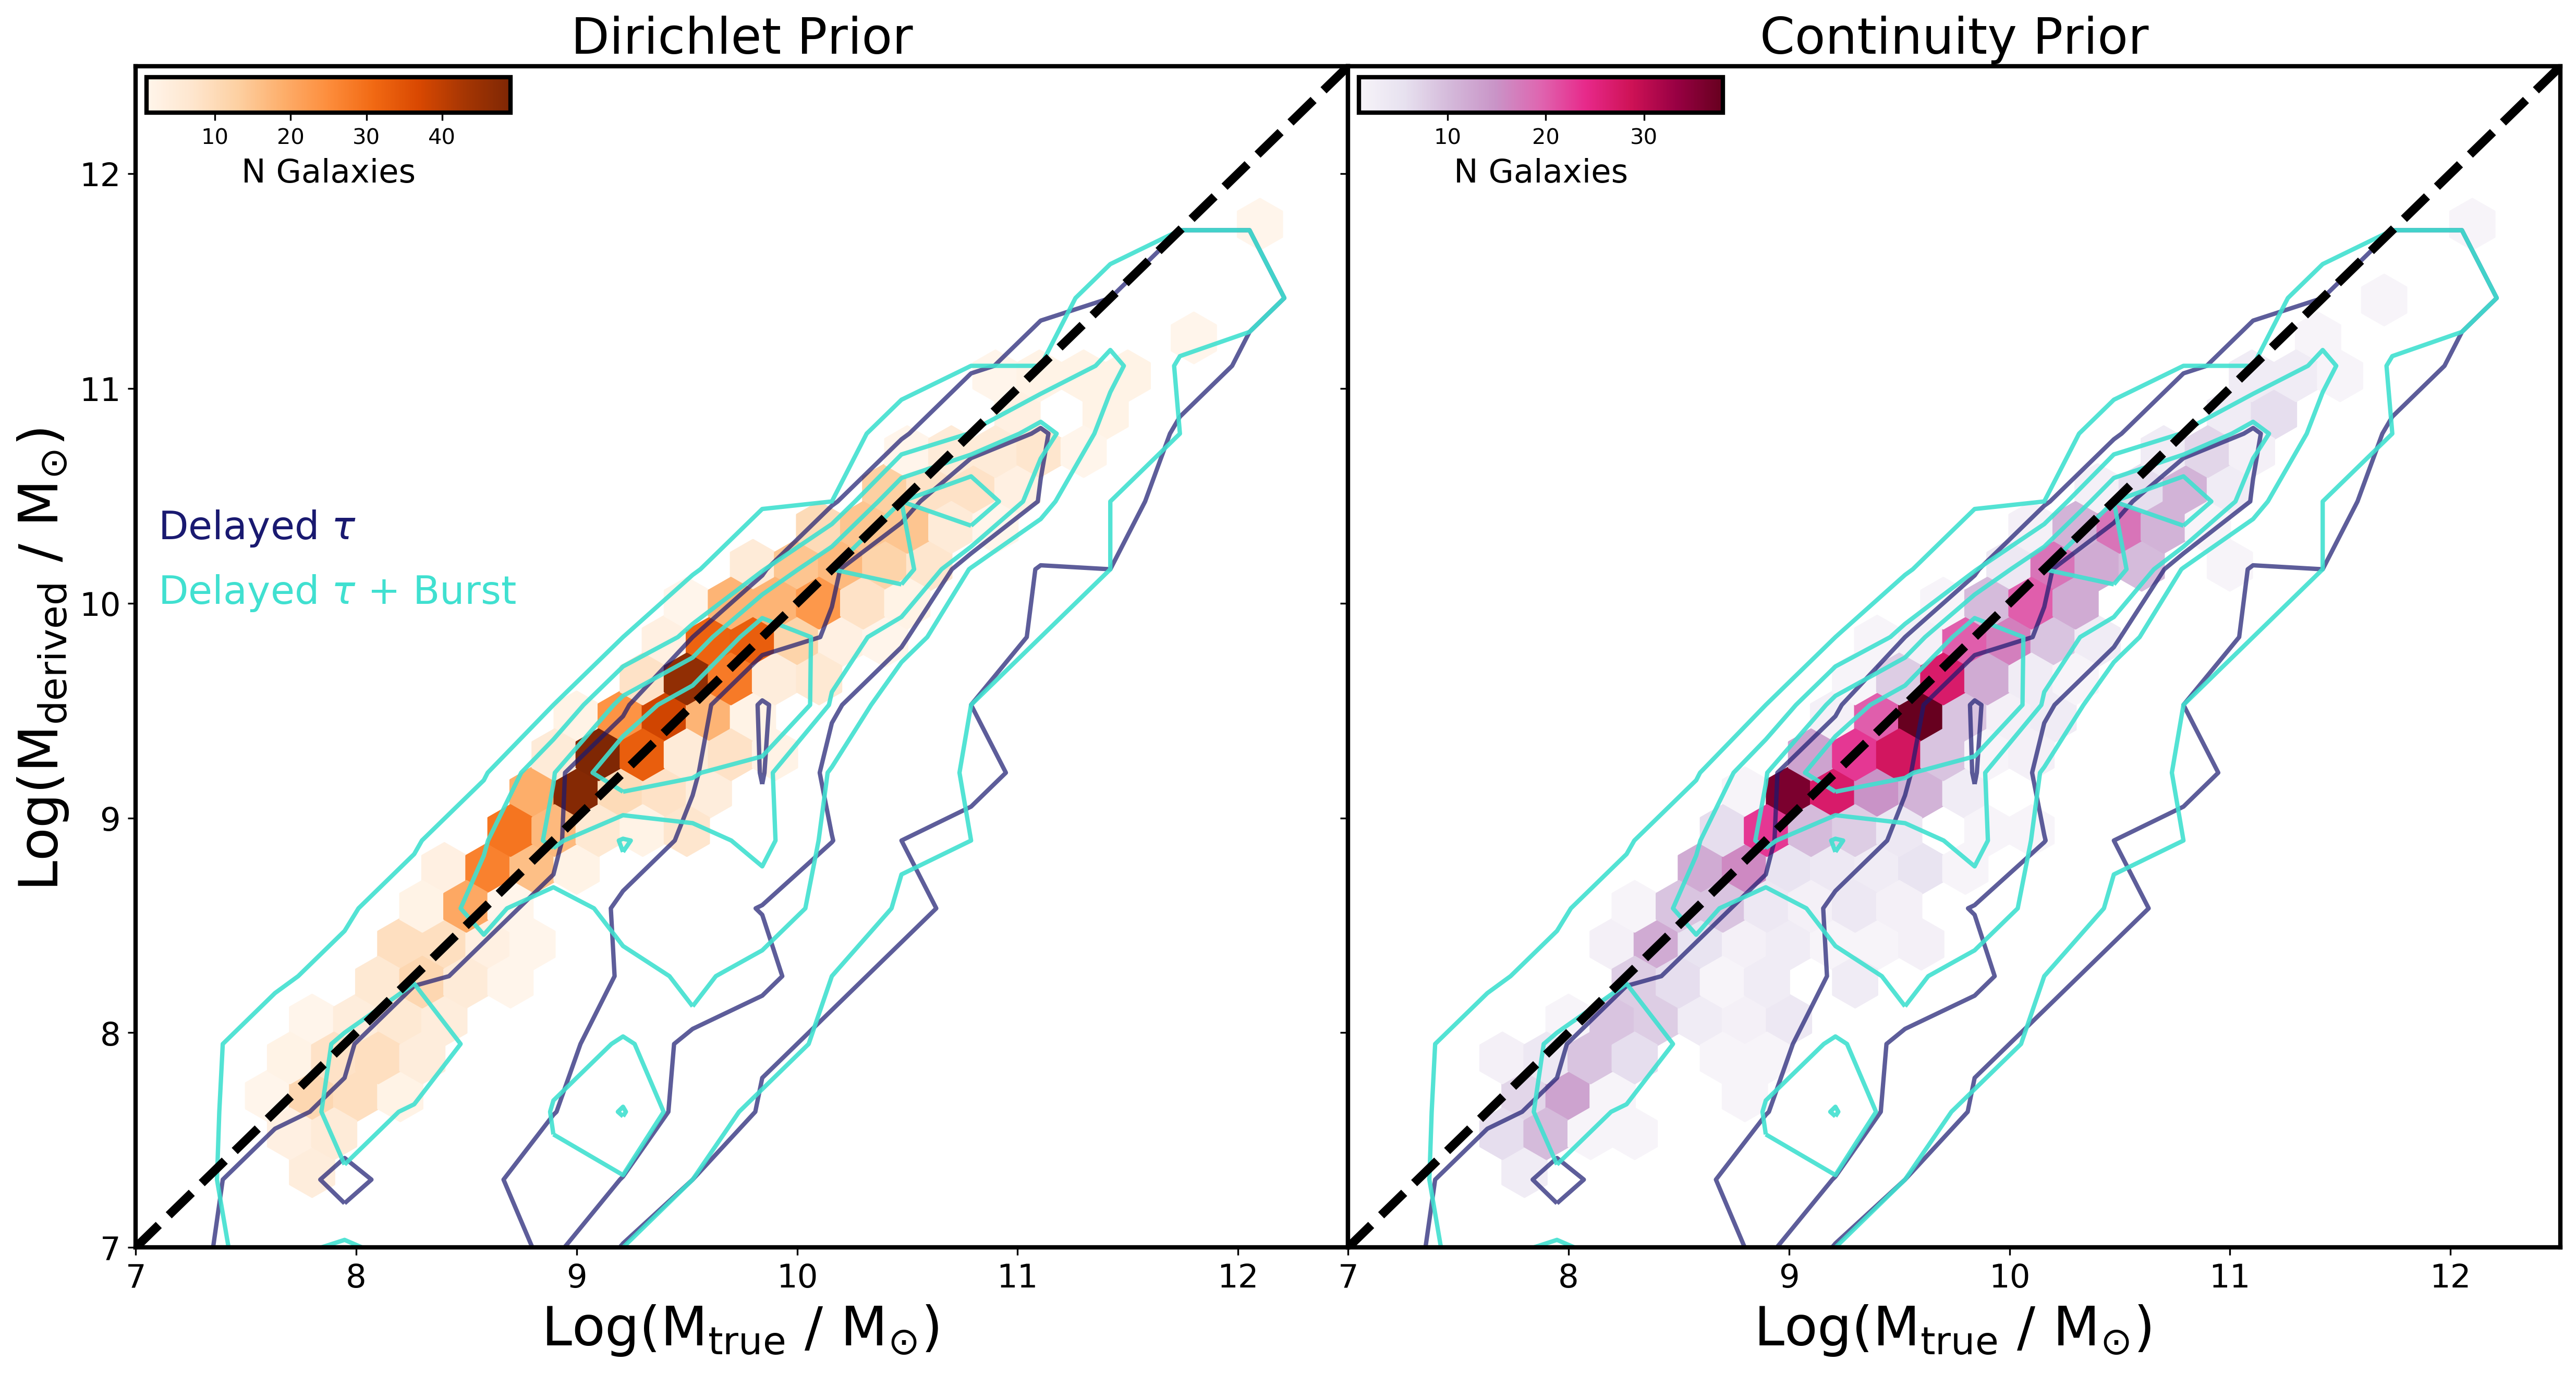 Dirichlet Prior
Continuity Prior
10 20 30 40
N Galaxies
10 20 30
N Galaxies
12
11
10
9
8
7
Log(M_derived / M_⊙)
Delayed τ
Delayed τ + Burst
7 8 9 10 11 12
7 8 9 10 11 12
Log(M_true / M_⊙)
Log(M_true / M_⊙)